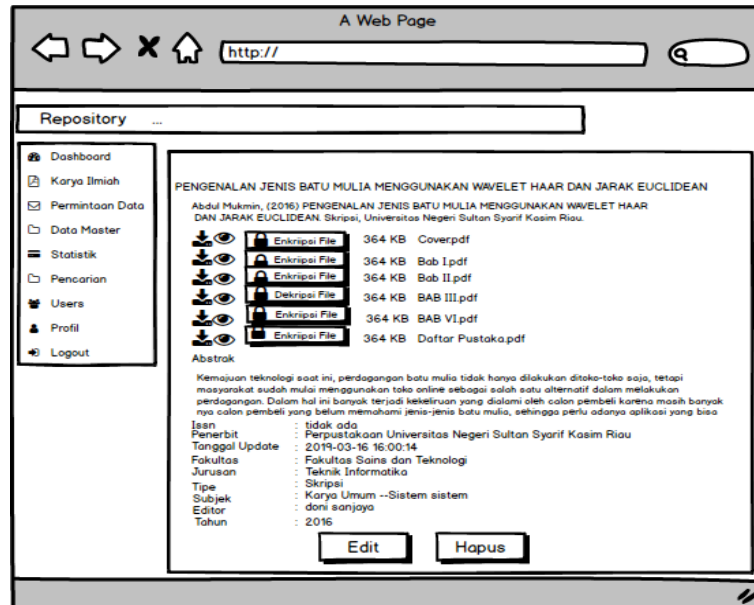 A Web Page
http://
Repository ...
Dashboard
Karya Ilmiah
Permintaan Data
Data Master
Statistik
Pencarian
Users
Profil
Logout
PENGENALAN JENIS BATU MULIA MENGGUNAKAN WAVELET HAAR DAN JARAK EUCLIDEAN
Abdul Mukmin, (2016) PENGENALAN JENIS BATU MULIA MENGGUNAKAN WAVELET HAAR
DAN JARAK EUCLIDEAN. Skripsi, Universitas Negeri Sultan Syarif Kasim Riau.
Enkriipsi File 364 KB Cover.pdf
Enkriipsi File 364 KB Bab I.pdf
Enkriipsi File 364 KB Bab II.pdf
Dekripsi File 364 KB BAB III.pdf
Enkriipsi File 364 KB BAB VI.pdf
Enkriipsi File 364 KB Daftar Pustaka.pdf
Abstrak
Kemajuan teknologi saat ini, perdagangan batu mulia tidak hanya dilakukan ditoko-toko saja, tetapi
masyarakat sudah mulai menggunakan toko online sebagai salah satu alternatif dalam melakukan
perdagangan. Dalam hal ini banyak terjadi kekeliruan yang dialami oleh calon pembeli karena masih banyak
nya calon pembeli yang belum memahami jenis-jenis batu mulia, sehingga perlu adanya aplikasi yang bisa
Issn : tidak ada
Penerbit : Perpustakaan Universitas Negeri Sultan Syarif Kasim Riau
Tanggal Update : 2019-03-16 16:00:14
Fakultas : Fakultas Sains dan Teknologi
Jurusan : Teknik Informatika
Tipe : Skripsi
Subjek : Karya Umum --Sistem sistem
Editor : doni sanjaya
Tahun : 2016
Edit Hapus